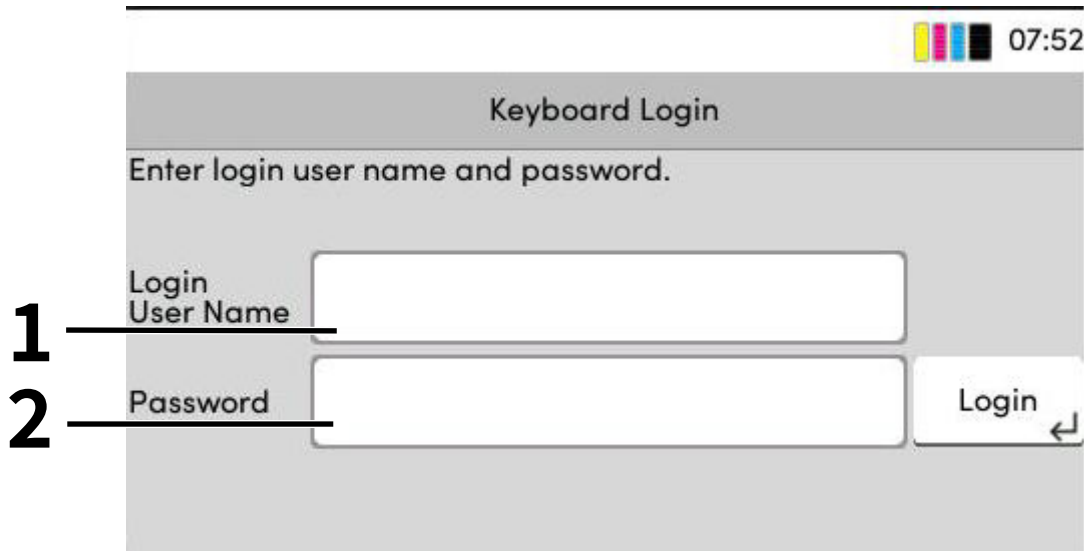 07:52
Keyboard Login
Enter login user name and password.
Login
User Name
1
Password
Login
2